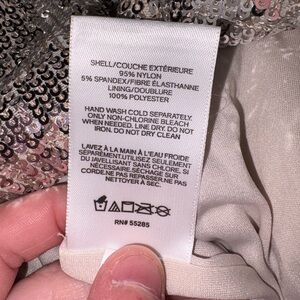 SHELL/COUCHE EXTÉRIEURE
95% NYLON
5% SPANDEX/FIBRE ÉLASTHANNE
LINING/DOUBLURE
100% POLYESTER
HAND WASH COLD SEPARATELY.
ONLY NON-CHLORINE BLEACH
WHEN NEEDED. LINE DRY. DO NOT
IRON. DO NOT DRY CLEAN
LAVEZ À LA MAIN À L'EAU FROIDE
SÉPARÉMENT.UTILISEZ SEULEMENT
DU JAVELLISANT SANS CHLORE, SI
NÉCESSAIRE.SÉCHAGE SUR
CORDE.NE PAS REPASSER.NE PAS
NETTOYER À SEC.
RN# 55285